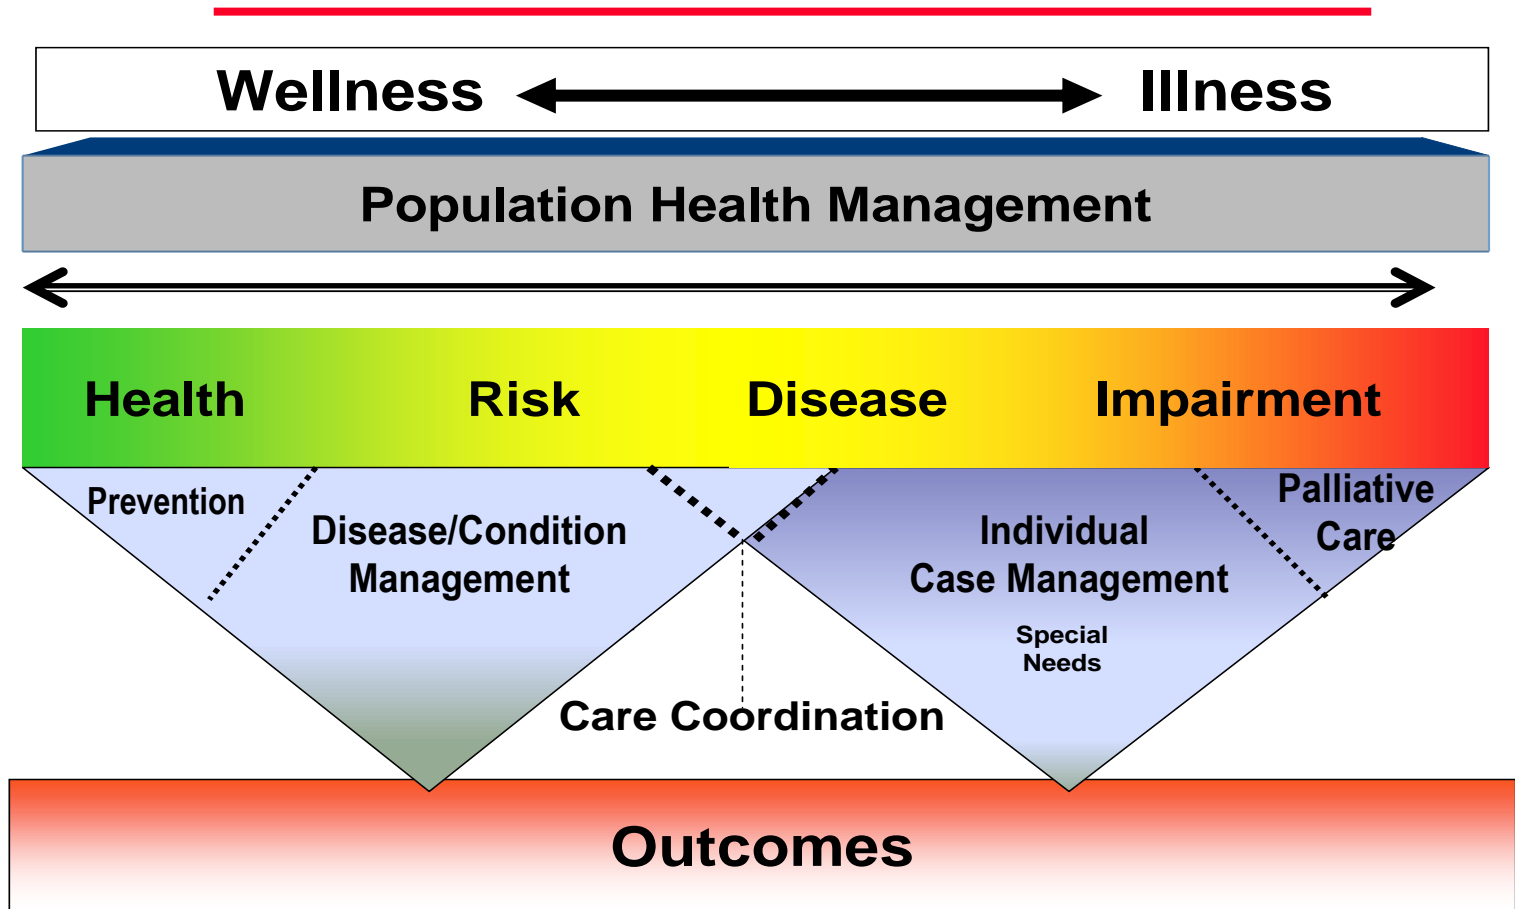 Wellness Illness
Population Health Management
Health Risk Disease Impairment
Prevention
Disease/Condition
Management
Individual
Case Management
Special
Needs
Palliative
Care
Care Coordination
Outcomes